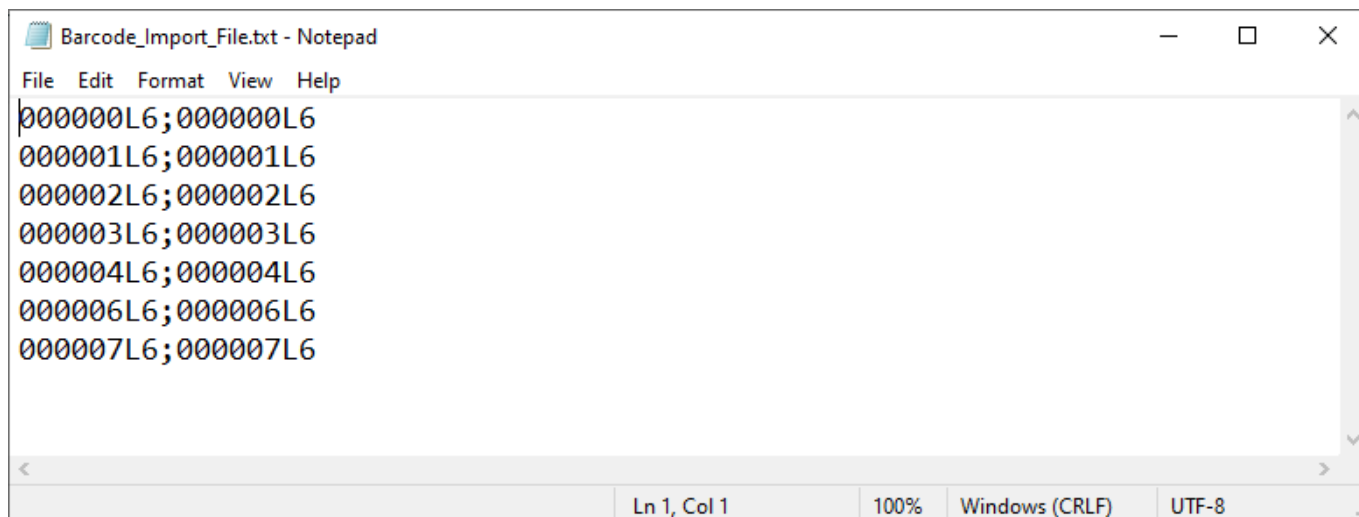 Barcode_Import_File.txt - Notepad
File Edit Format View Help
000000L6;000000L6
000001L6;000001L6
000002L6;000002L6
000003L6;000003L6
000004L6;000004L6
000006L6;000006L6
000007L6;000007L6
Ln 1, Col 1 100% Windows (CRLF) UTF-8